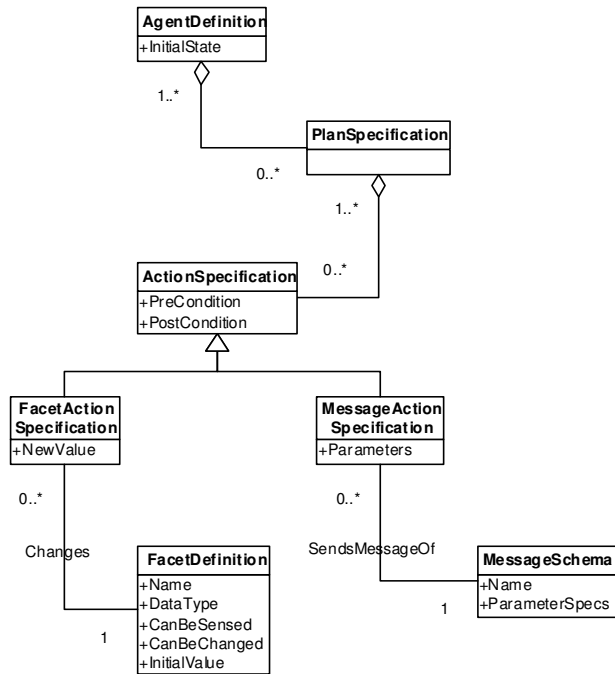 AgentDefinition
+InitialState
1..*
PlanSpecification
0..*
1..*
ActionSpecification
0..*
+PreCondition
+PostCondition
FacetAction
Specification
+NewValue
MessageAction
Specification
+Parameters
0..*
0..*
Changes
SendsMessageOf
FacetDefinition
+Name
+DataType
+CanBeSensed
+CanBeChanged
+InitialValue
1
MessageSchema
+Name
+ParameterSpecs
1